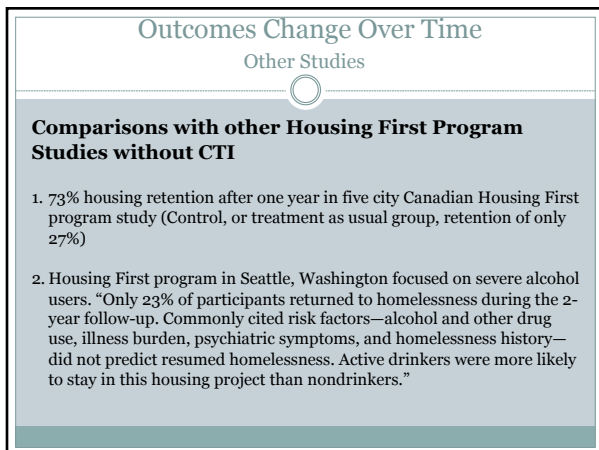 Outcomes Change Over Time
Other Studies
Comparisons with other Housing First Program
Studies without CTI
1. 73% housing retention after one year in five city Canadian Housing First
program study (Control, or treatment as usual group, retention of only
27%)
2. Housing First program in Seattle, Washington focused on severe alcohol
users. “Only 23% of participants returned to homelessness during the 2-
year follow-up. Commonly cited risk factors—alcohol and other drug
use, illness burden, psychiatric symptoms, and homelessness history—
did not predict resumed homelessness. Active drinkers were more likely
to stay in this housing project than nondrinkers.”